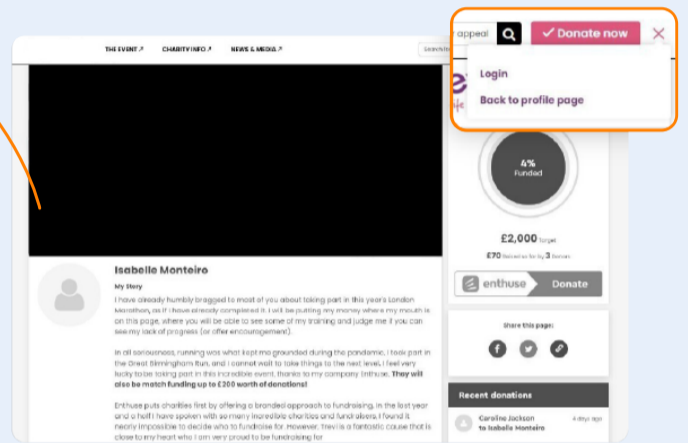 THE EVENT ↗ CHARITY INFO ↗ NEWS & MEDIA ↗
appeal
✓ Donate now
Login
Back to profile page
4%
Funded
£2,000 target
£70 by 3
enthuse Donate
Share this page:
Recent donations
Caroline Jackson 4 days ago
to Isabelle Monteiro
Isabelle Monteiro
My Story
I have already humbly bragged to most of you about taking part in this year's London
Marathon, as if I have already completed it. I will be putting my money where my mouth is
on this page, where you will be able to see some of my training and judge me if you can
see my lack of progress (or offer encouragement).
In all seriousness, running was what kept me grounded during the pandemic, I took part in
the Great Birmingham Run, and I cannot wait to take things to the next level. I feel very
lucky to be taking part in this incredible event, thanks to my company Enthuse. They will
also be match funding up to £200 worth of donations!
Enthuse puts charities first by offering a branded approach to fundraising. In the last year
and a half I have spoken with so many incredible charities and fundraisers, I found it
nearly impossible to decide who to fundraise for. However, Trevi is a fantastic cause that is
close to my heart who I am very proud to be fundraising for